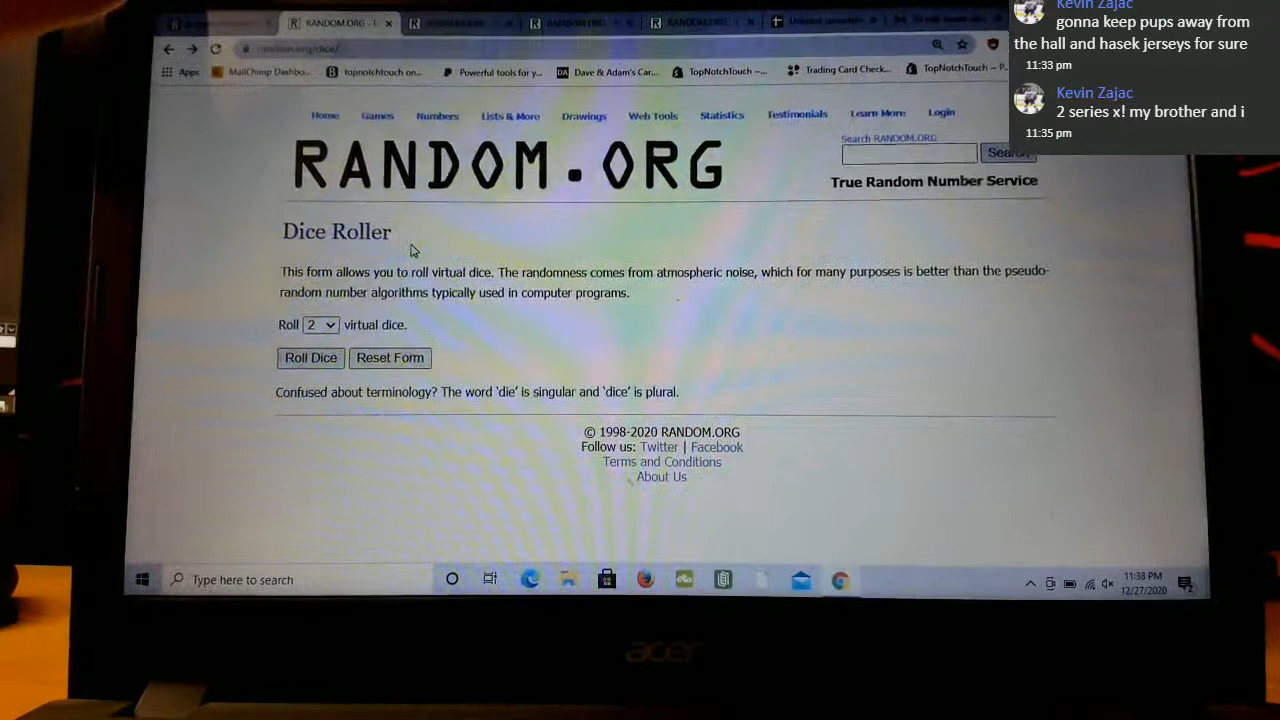 RANDOM.ORG - I
Kevin Zajac
gonna keep pups away from
the hall and hasek jerseys for sure
11:33 pm
Kevin Zajac
2 series x! my brother and i
11:35 pm
random.org/dice/
Apps
MailChimp Dashbo...
topnotchtouch on...
Powerful tools for y...
DA Dave & Adam's Car...
TopNotchTouch —...
Trading Card Check...
TopNotchTouch — P...
Home
Games
Numbers
Lists & More
Drawings
Web Tools
Statistics
Testimonials
Learn More
Login
Search RANDOM.ORG
Search
RANDOM.ORG
True Random Number Service
Dice Roller
This form allows you to roll virtual dice. The randomness comes from atmospheric noise, which for many purposes is better than the pseudo-
random number algorithms typically used in computer programs.
Roll 2 virtual dice.
Roll Dice
Reset Form
Confused about terminology? The word ‘die’ is singular and ‘dice’ is plural.
© 1998-2020 RANDOM.ORG
Follow us: Twitter | Facebook
Terms and Conditions
About Us
Type here to search
11:38 PM
12/27/2020
acer